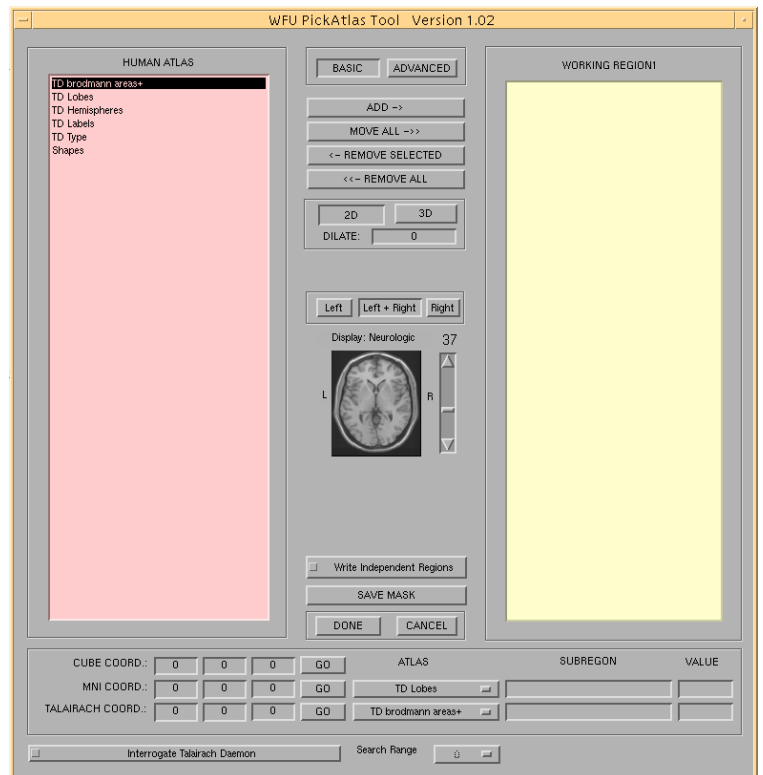 WFU PickAtlas Tool Version 1.02
HUMAN ATLAS
TD brodmann areas+
TD Lobes
TD Hemispheres
TD Labels
TD Type
Shapes
BASIC ADVANCED
ADD ->
MOVE ALL ->>
<- REMOVE SELECTED
<<- REMOVE ALL
2D 3D
DILATE: 0
Left Left + Right Right
Display: Neurologic 37
L R
Write Independent Regions
SAVE MASK
DONE CANCEL
WORKING REGION1
CUBE COORD.: 0 0 0 GO ATLAS SUBREGON VALUE
MNI COORD.: 0 0 0 GO TD Lobes
TALAIRACH COORD.: 0 0 0 GO TD brodmann areas+
Interrogate Talairach Daemon Search Range 0